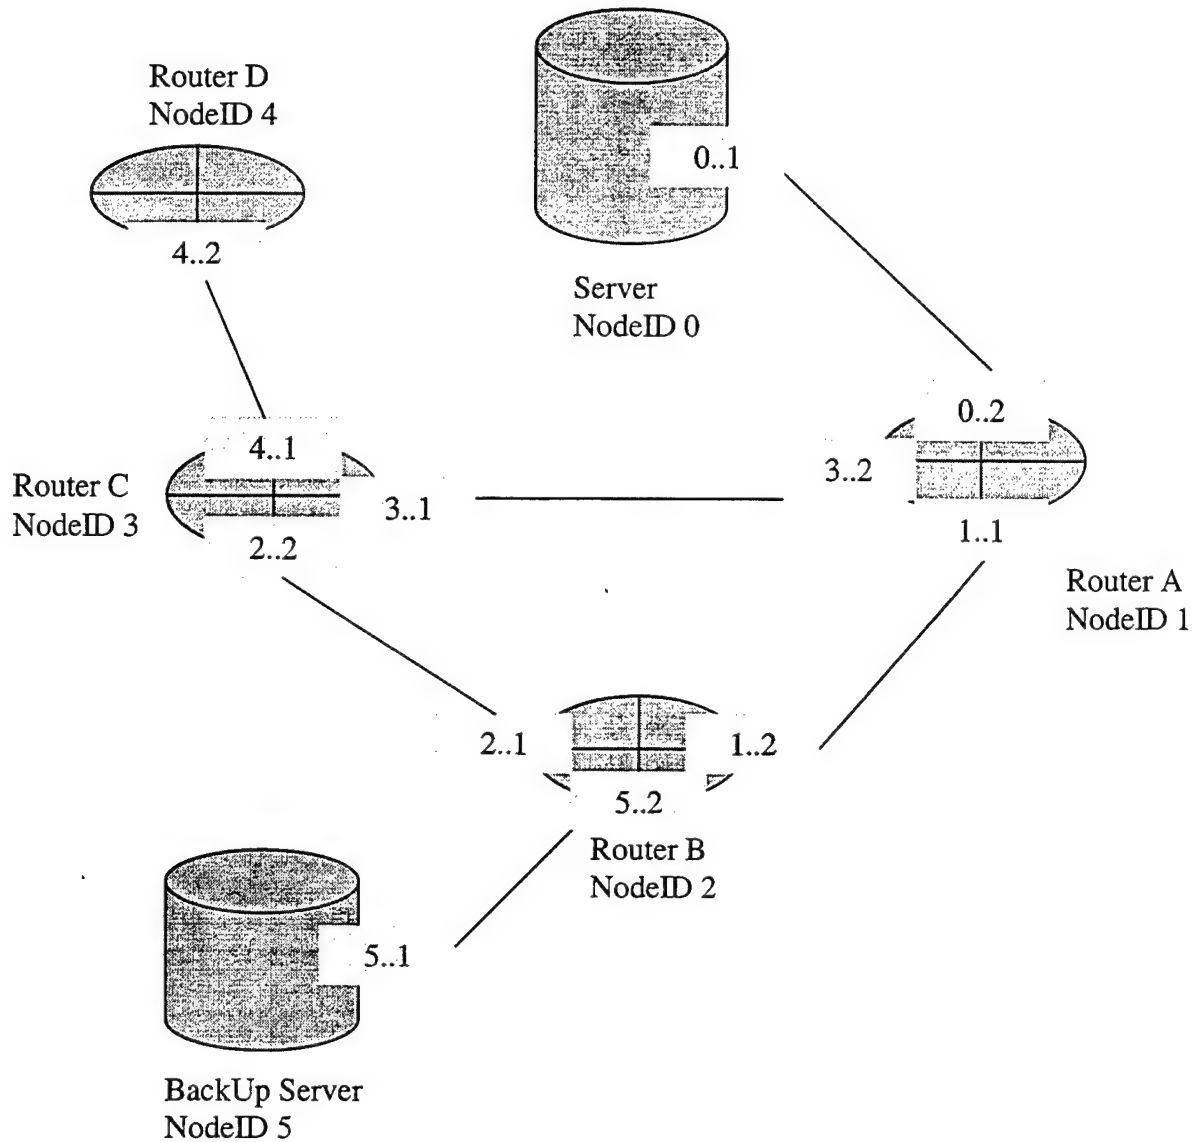 Router D
NodeID 4
4..2
0..1
Server
NodeID 0
0..2
3..2
1..1
Router A
NodeID 1
4..1
Router C
NodeID 3
3..1
2..2
2..1
1..2
5..2
Router B
NodeID 2
5..1
BackUp Server
NodeID 5